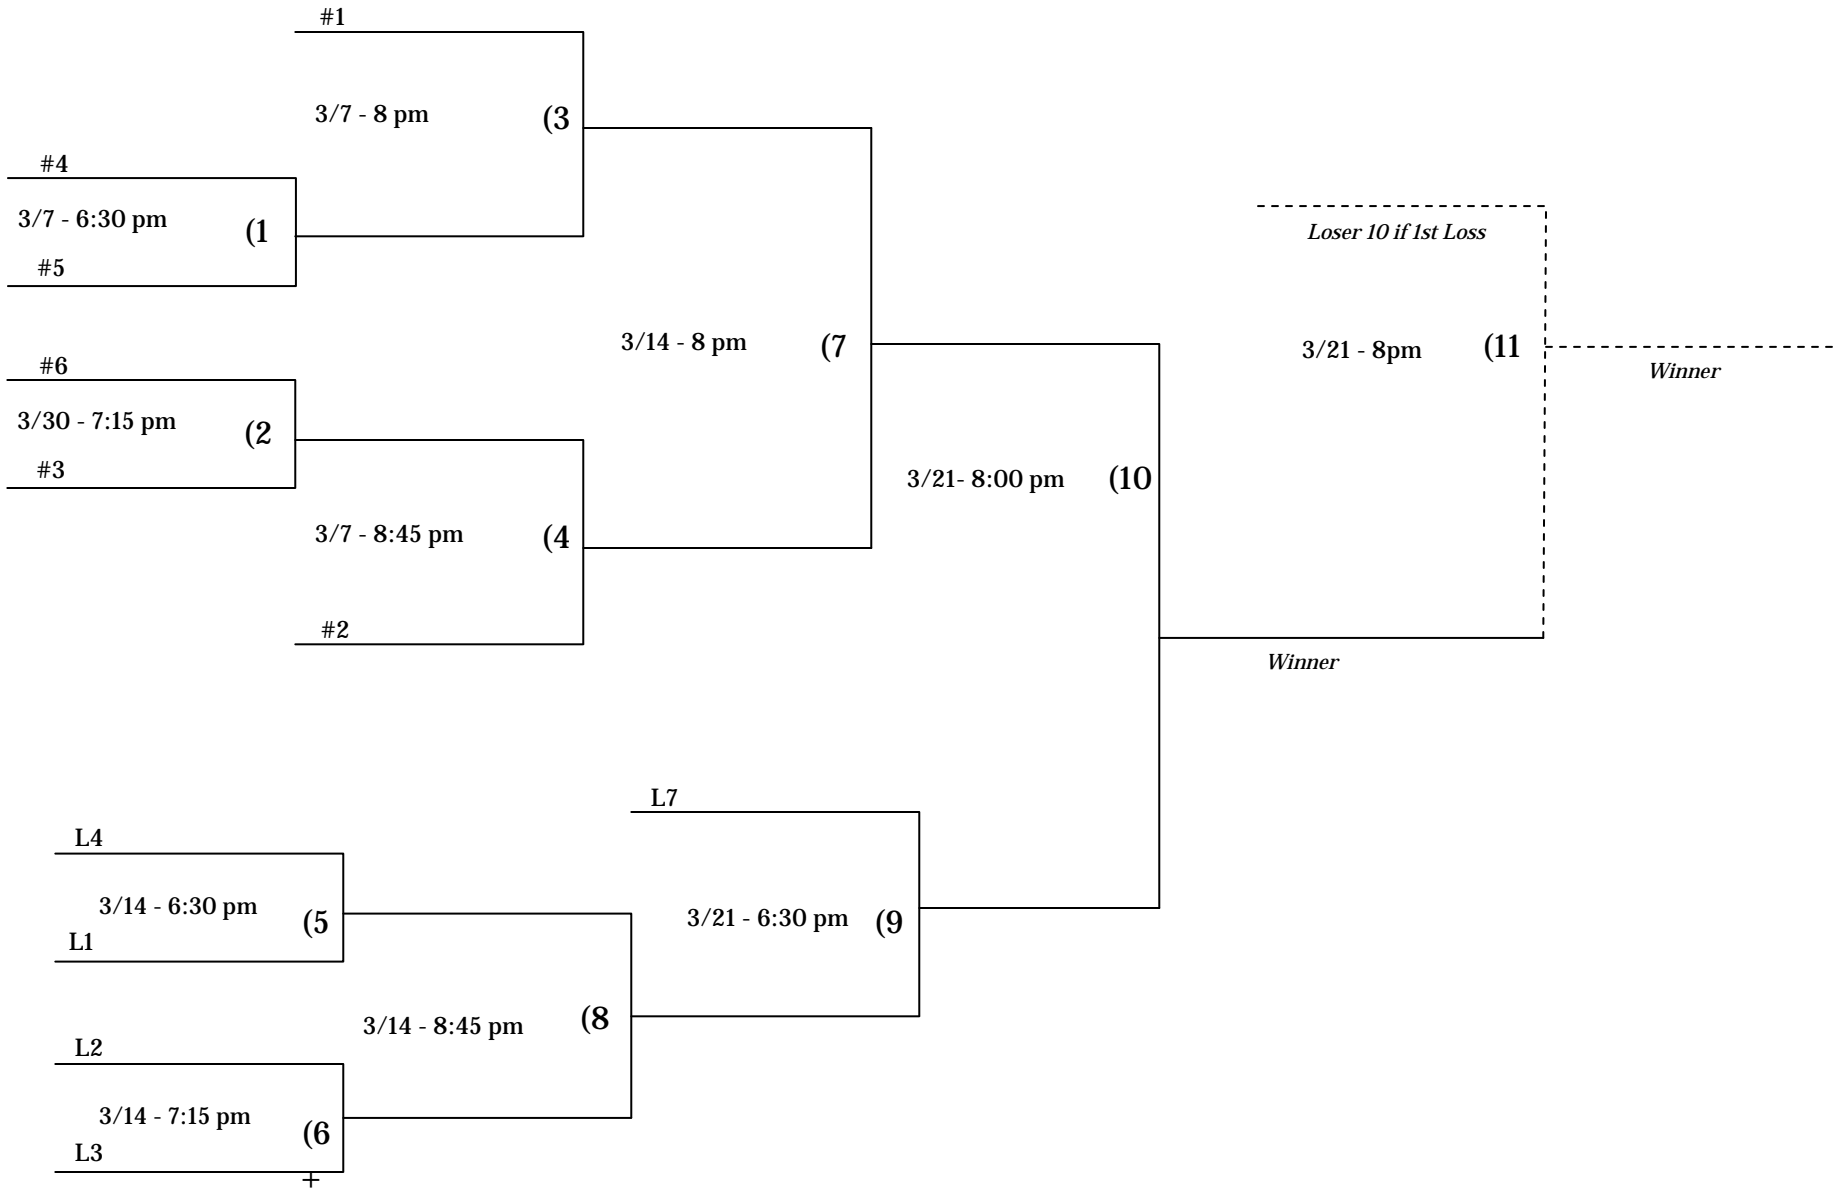 #1
3/7 - 8 pm (3
#4
3/7 - 6:30 pm (1
#5
Loser 10 if 1st Loss
3/14 - 8 pm (7
3/21 - 8pm (11
Winner
#6
3/30 - 7:15 pm (2
#3
3/21- 8:00 pm (10
3/7 - 8:45 pm (4
#2
Winner
L7
L4
3/14 - 6:30 pm (5
L1
3/21 - 6:30 pm (9
3/14 - 8:45 pm (8
L2
3/14 - 7:15 pm (6
L3
+